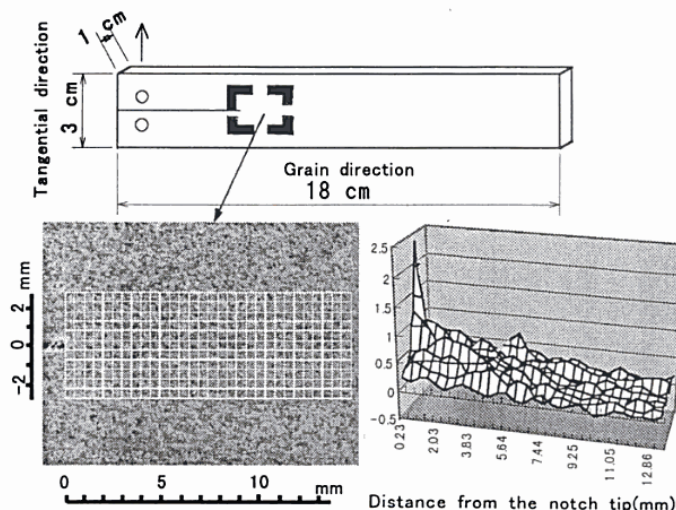 1 cm
Tangential direction
3 cm
Grain direction
18 cm
mm
2
0
-2
0 5 10 mm
2.5
2
1.5
1
0.5
0
-0.5
0.23 2.03 3.83 5.64 7.44 9.25 11.05 12.86
Distance from the notch tip(mm)